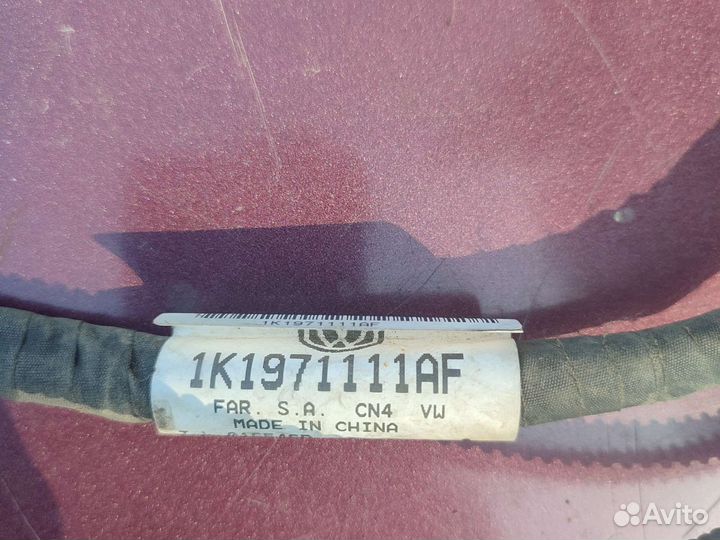 1K1971111AF
1K1971111AF
FAR. S.A. CN4 VW
MADE IN CHINA
Avito